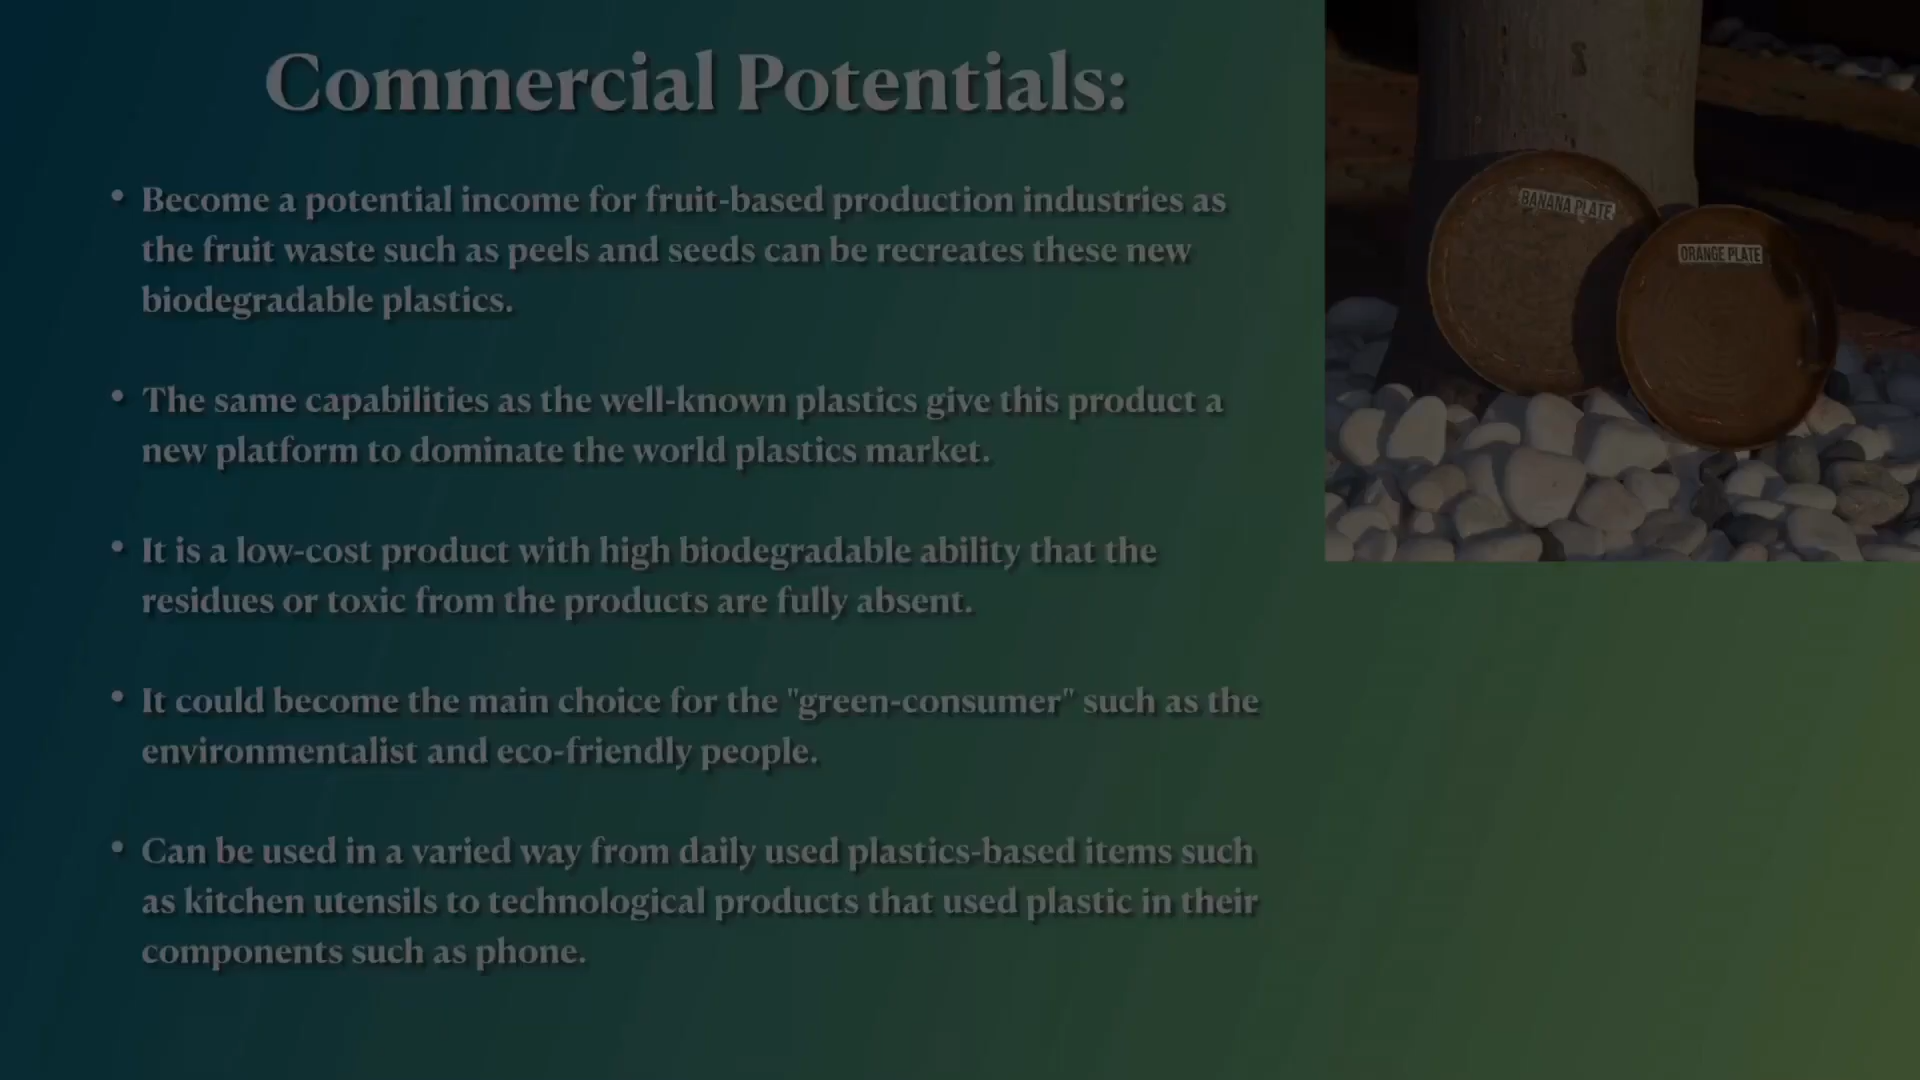 Commercial Potentials:
• Become a potential income for fruit-based production industries as
the fruit waste such as peels and seeds can be recreates these new
biodegradable plastics.
• The same capabilities as the well-known plastics give this product a
new platform to dominate the world plastics market.
• It is a low-cost product with high biodegradable ability that the
residues or toxic from the products are fully absent.
• It could become the main choice for the "green-consumer" such as the
environmentalist and eco-friendly people.
• Can be used in a varied way from daily used plastics-based items such
as kitchen utensils to technological products that used plastic in their
components such as phone.
BANANA PLATE
ORANGE PLATE